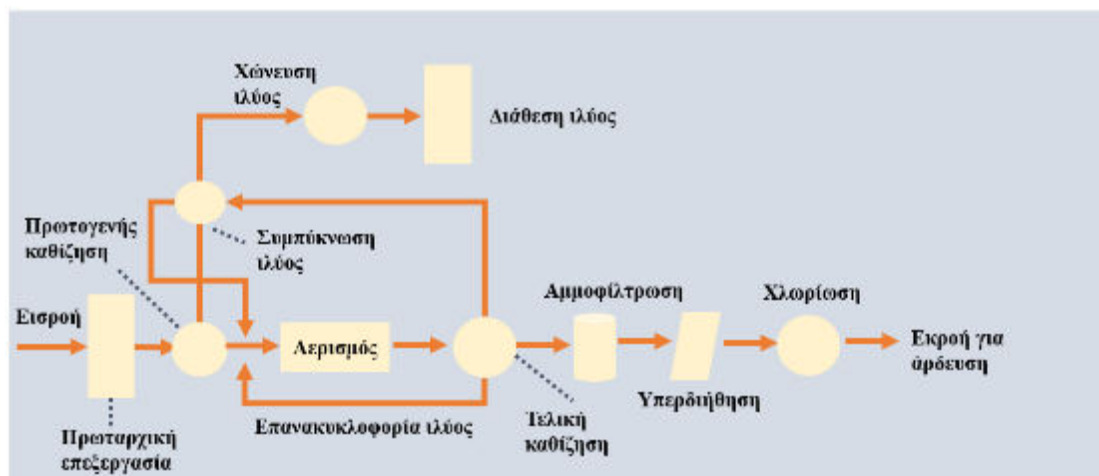 Χώνευση
ιλύος
Διάθεση ιλύος
Πρωτογενής
καθίζηση
Συμπύκνωση
ιλύος
Εισροή
Αερισμός
Αμμοφίλτρωση
Χλωρίωση
Εκροή για
άρδευση
Υπερδιήθηση
Επανακυκλοφορία ιλύος
Τελική
καθίζηση
Πρωταρχική
επεξεργασία